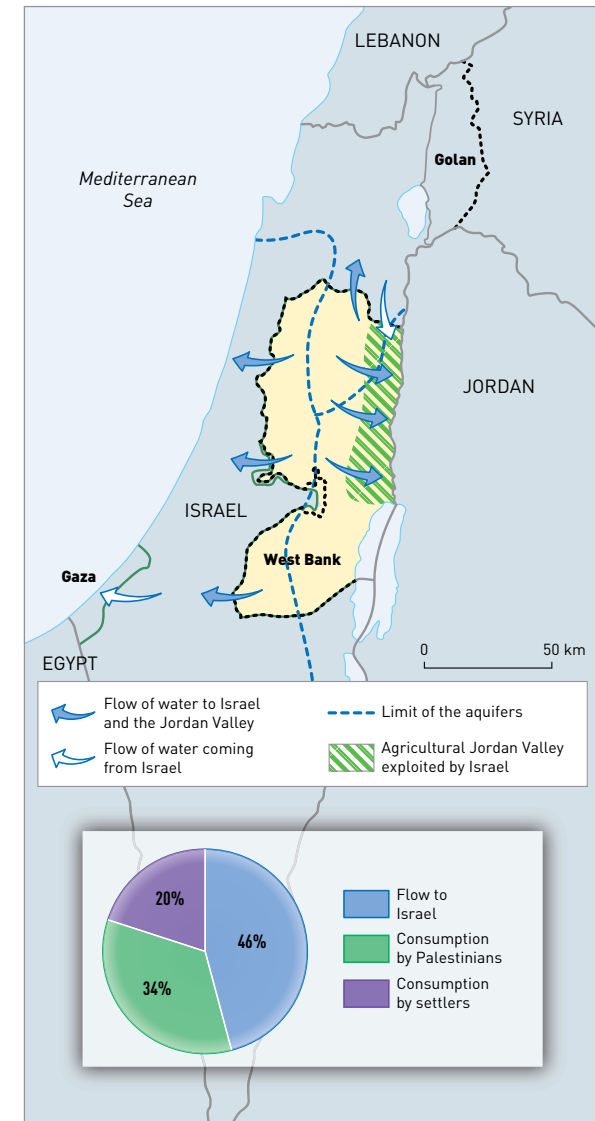 LEBANON
SYRIA
Golan
Mediterranean
Sea
JORDAN
ISRAEL
West Bank
Gaza
EGYPT
0 50 km
Flow of water to Israel
and the Jordan Valley
Limit of the aquifers
Flow of water coming
from Israel
Agricultural Jordan Valley
exploited by Israel
20%
46%
34%
Flow to
Israel
Consumption
by Palestinians
Consumption
by settlers